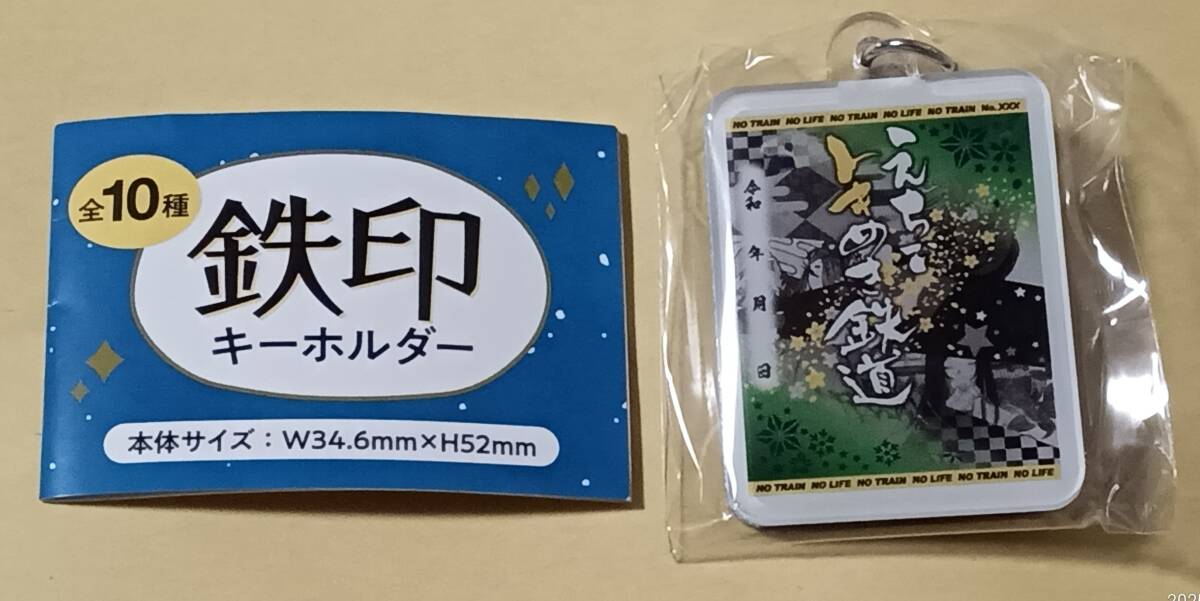 全10種
鉄印
キーホルダー
本体サイズ：W34.6mm×H52mm
NO TRAIN NO LIFE NO TRAIN NO LIFE NO TRAIN No.XXX
えちご
トキめき
鉄道
令和 年 月 日
NO TRAIN NO LIFE NO TRAIN NO LIFE NO TRAIN NO LIFE